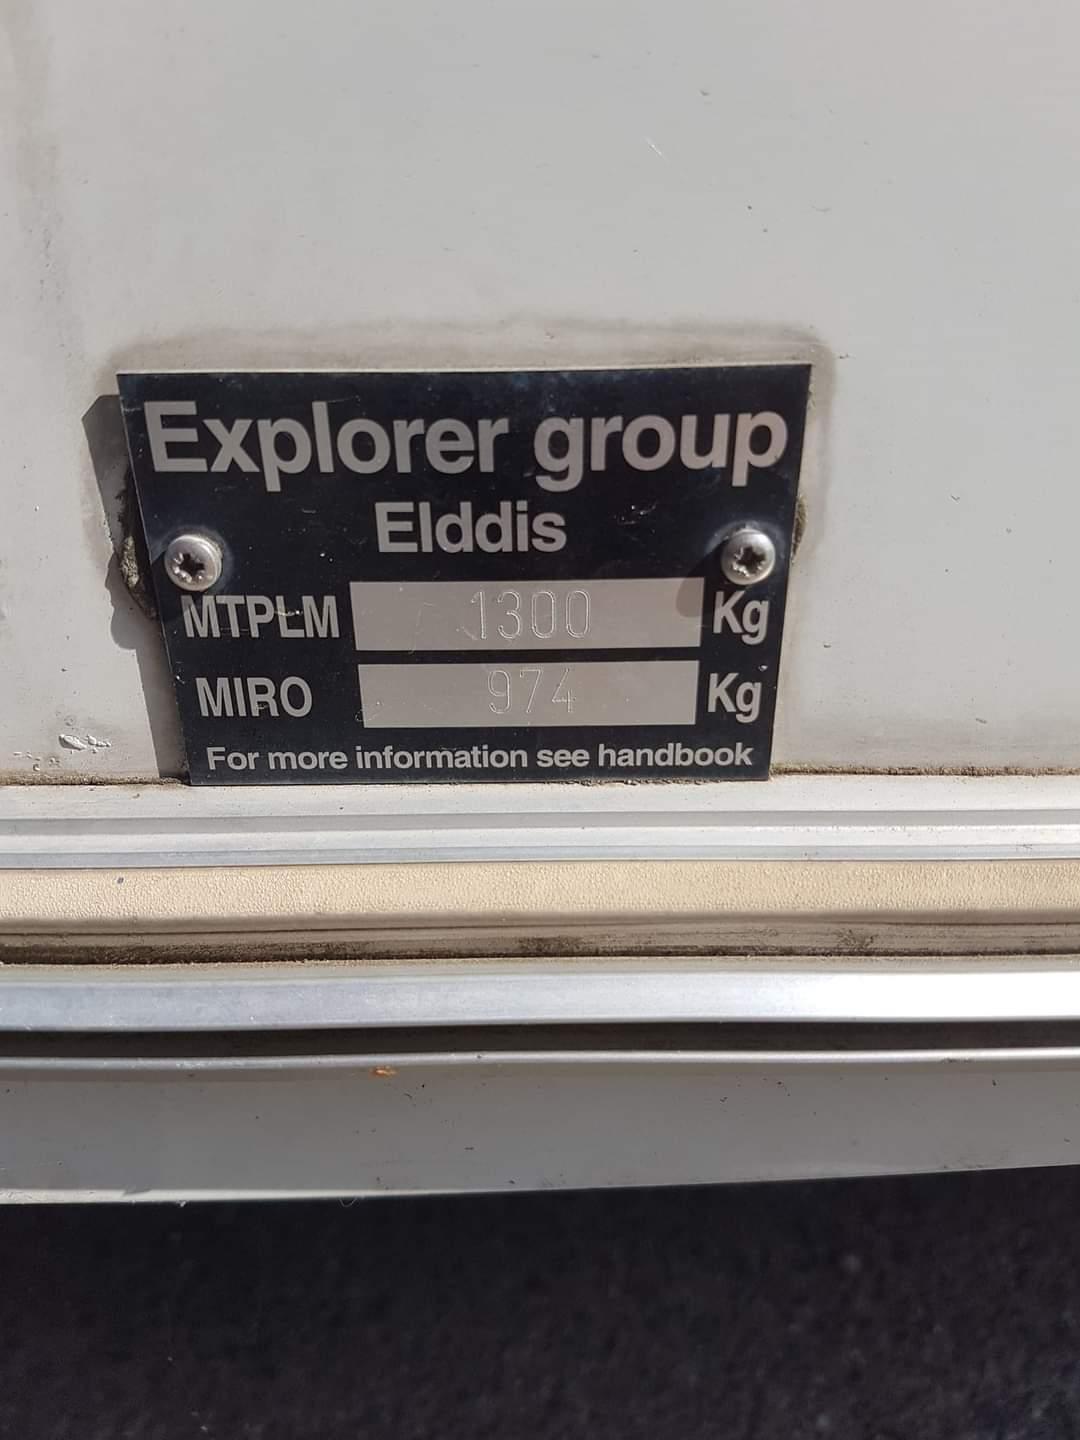 Explorer group
Elddis
MTPLM 1300 Kg
MIRO 974 Kg
For more information see handbook